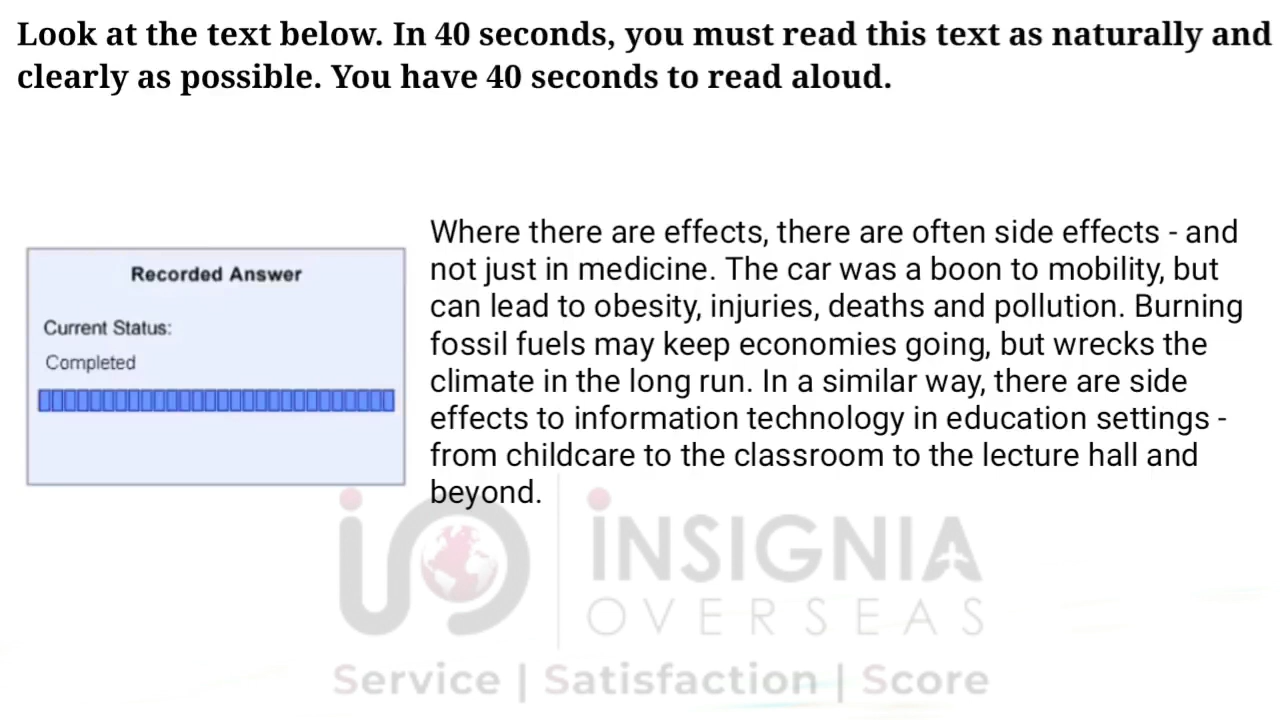 Look at the text below. In 40 seconds, you must read this text as naturally and
clearly as possible. You have 40 seconds to read aloud.
Recorded Answer
Current Status:
Completed
Where there are effects, there are often side effects - and
not just in medicine. The car was a boon to mobility, but
can lead to obesity, injuries, deaths and pollution. Burning
fossil fuels may keep economies going, but wrecks the
climate in the long run. In a similar way, there are side
effects to information technology in education settings -
from childcare to the classroom to the lecture hall and
beyond.
iNSIGNIA
OVERSEAS
Service | Satisfaction | Score